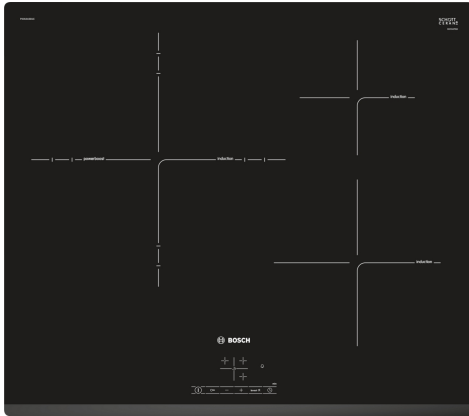 SCHOTT
CERAN®
induction
powerboost
induction
induction
BOSCH